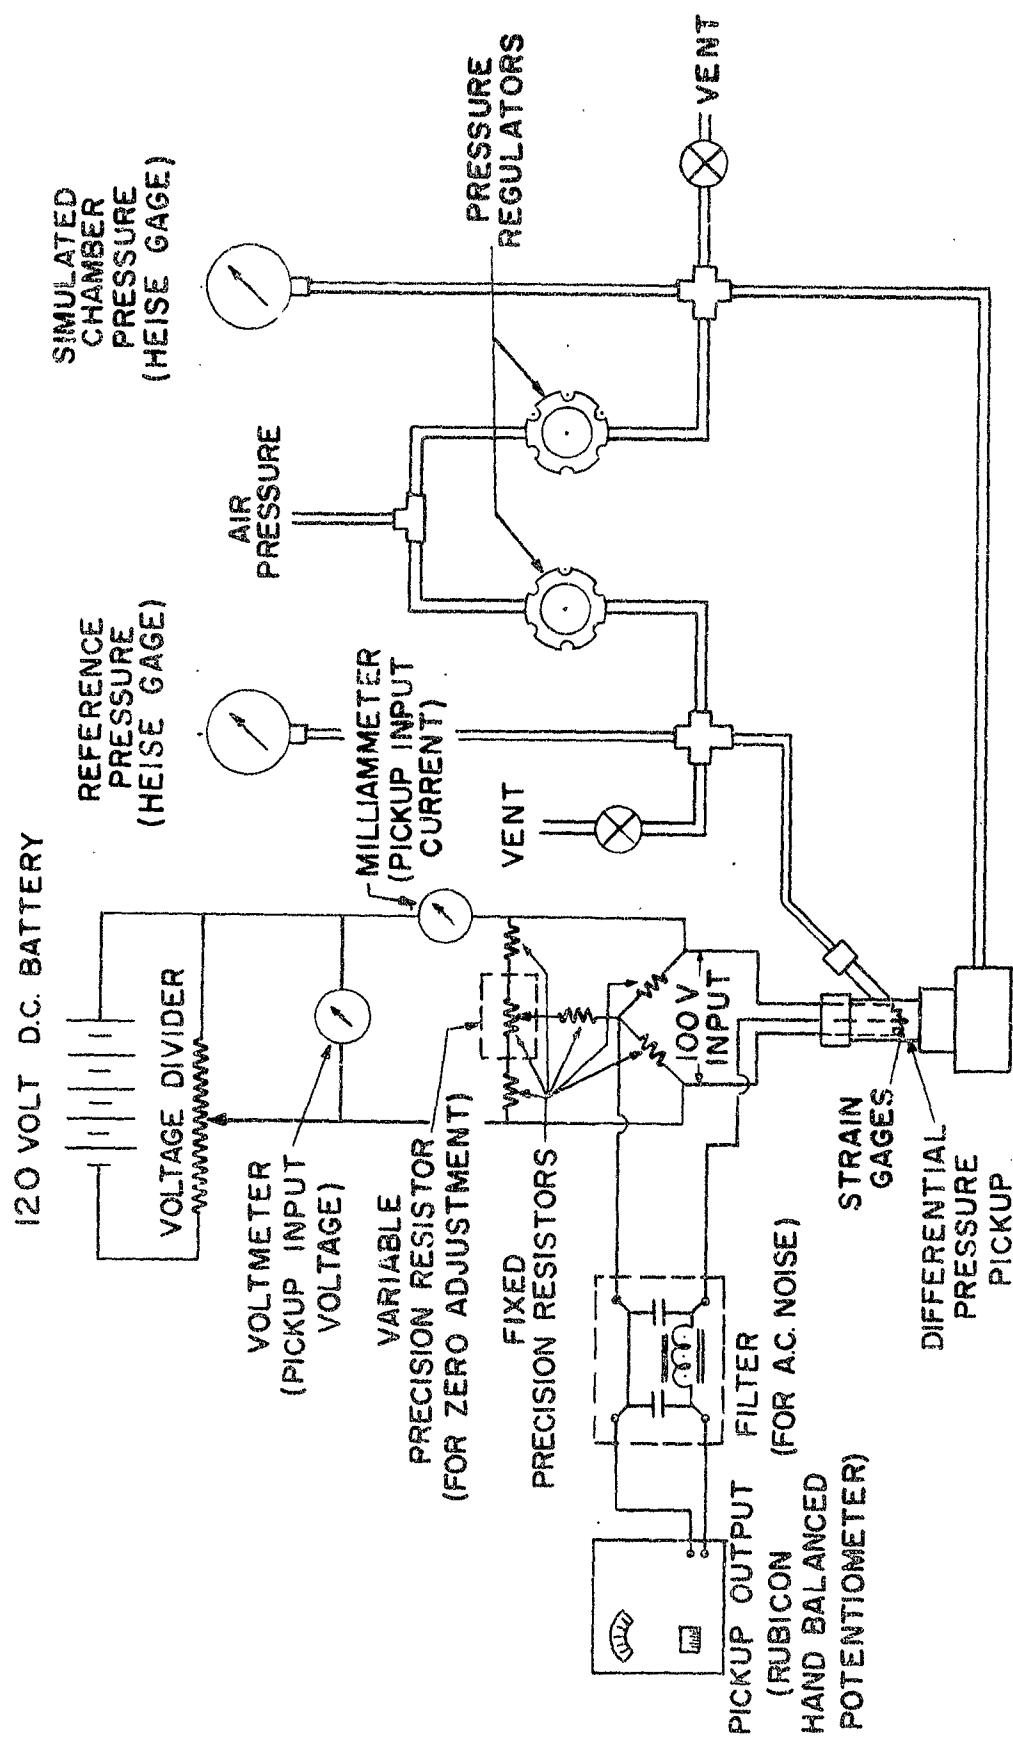 120 VOLT D.C. BATTERY
VOLTAGE DIVIDER
VOLTMETER
(PICKUP INPUT
VOLTAGE)
VARIABLE
PRECISION RESISTOR
(FOR ZERO ADJUSTMENT)
FIXED
PRECISION RESISTORS
REFERENCE
PRESSURE
(HEISE GAGE)
MILLIAMMETER
(PICKUP INPUT
CURRENT)
VENT
AIR
PRESSURE
SIMULATED
CHAMBER
PRESSURE
(HEISE GAGE)
PRESSURE
REGULATORS
VENT
100 V
INPUT
FILTER
(FOR A.C. NOISE)
PICKUP OUTPUT
(RUBICON
HAND BALANCED
POTENTIOMETER)
STRAIN
GAGES
DIFFERENTIAL
PRESSURE
PICKUP